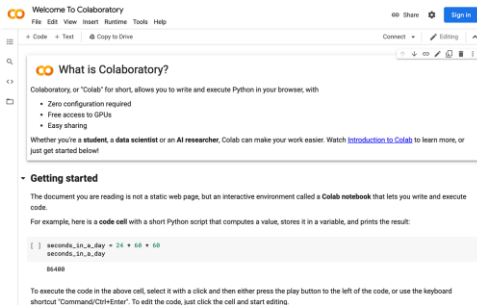 Welcome To Colaboratory
File Edit View Insert Runtime Tools Help
Share
Sign in
+ Code + Text Copy to Drive
Connect
Editing
What is Colaboratory?
Colaboratory, or "Colab" for short, allows you to write and execute Python in your browser, with
• Zero configuration required
• Free access to GPUs
• Easy sharing
Whether you're a student, a data scientist or an AI researcher, Colab can make your work easier. Watch Introduction to Colab to learn more, or
just get started below!
Getting started
The document you are reading is not a static web page, but an interactive environment called a Colab notebook that lets you write and execute
code.
For example, here is a code cell with a short Python script that computes a value, stores it in a variable, and prints the result:
[ ] seconds_in_a_day = 24 * 60 * 60
seconds_in_a_day
86400
To execute the code in the above cell, select it with a click and then either press the play button to the left of the code, or use the keyboard
shortcut "Command/Ctrl+Enter". To edit the code, just click the cell and start editing.